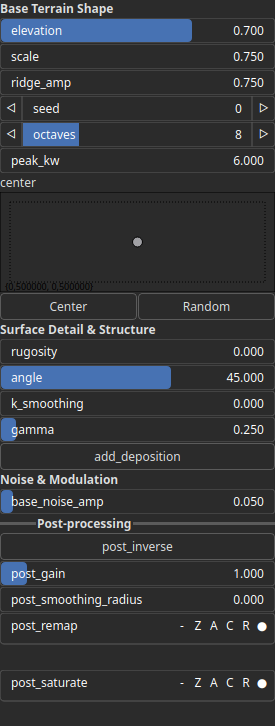 Base Terrain Shape
elevation 0.700
scale 0.750
ridge_amp 0.750
seed 0
octaves 8
peak_kw 6.000
center
(0.500000, 0.500000)
Center Random
Surface Detail & Structure
rugosity 0.000
angle 45.000
k_smoothing 0.000
gamma 0.250
add_deposition
Noise & Modulation
base_noise_amp 0.050
Post-processing
post_inverse
post_gain 1.000
post_smoothing_radius 0.000
post_remap - Z A C R
post_saturate - Z A C R